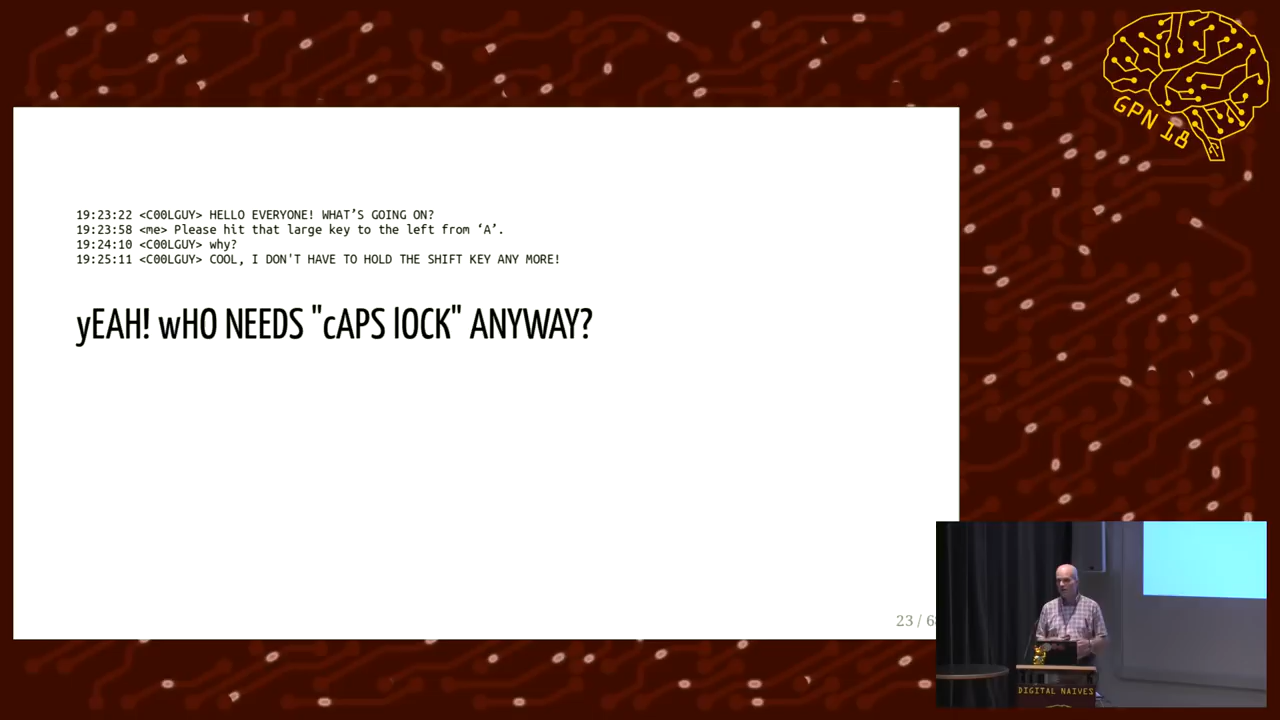 GPN 18
19:23:22 <C00LGUY> HELLO EVERYONE! WHAT’S GOING ON?
19:23:58 <me> Please hit that large key to the left from ‘A’.
19:24:10 <C00LGUY> why?
19:25:11 <C00LGUY> COOL, I DON'T HAVE TO HOLD THE SHIFT KEY ANY MORE!
yEAH! wHO NEEDS "cAPS lOCK" ANYWAY?
23 / 6
DIGITAL NAIVES